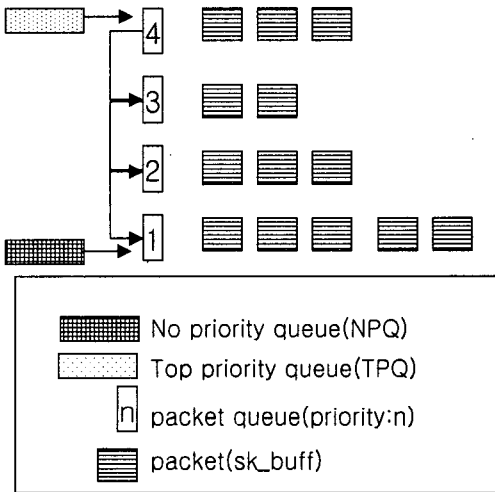 4
3
2
1
No priority queue(NPQ)
Top priority queue(TPQ)
n packet queue(priority:n)
packet(sk_buff)